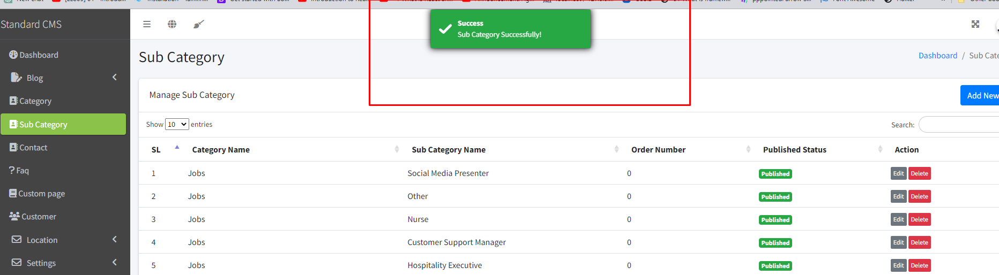 Standard CMS
Success
Sub Category Successfully!
Dashboard
Blog
Category
Sub Category
Contact
Faq
Custom page
Customer
Location
Settings
Sub Category
Dashboard / Sub Cate
Manage Sub Category
Add New
Show 10 entries
Search:
SL Category Name Sub Category Name Order Number Published Status Action
1 Jobs Social Media Presenter 0 Published Edit Delete
2 Jobs Other 0 Published Edit Delete
3 Jobs Nurse 0 Published Edit Delete
4 Jobs Customer Support Manager 0 Published Edit Delete
5 Jobs Hospitality Executive 0 Published Edit Delete